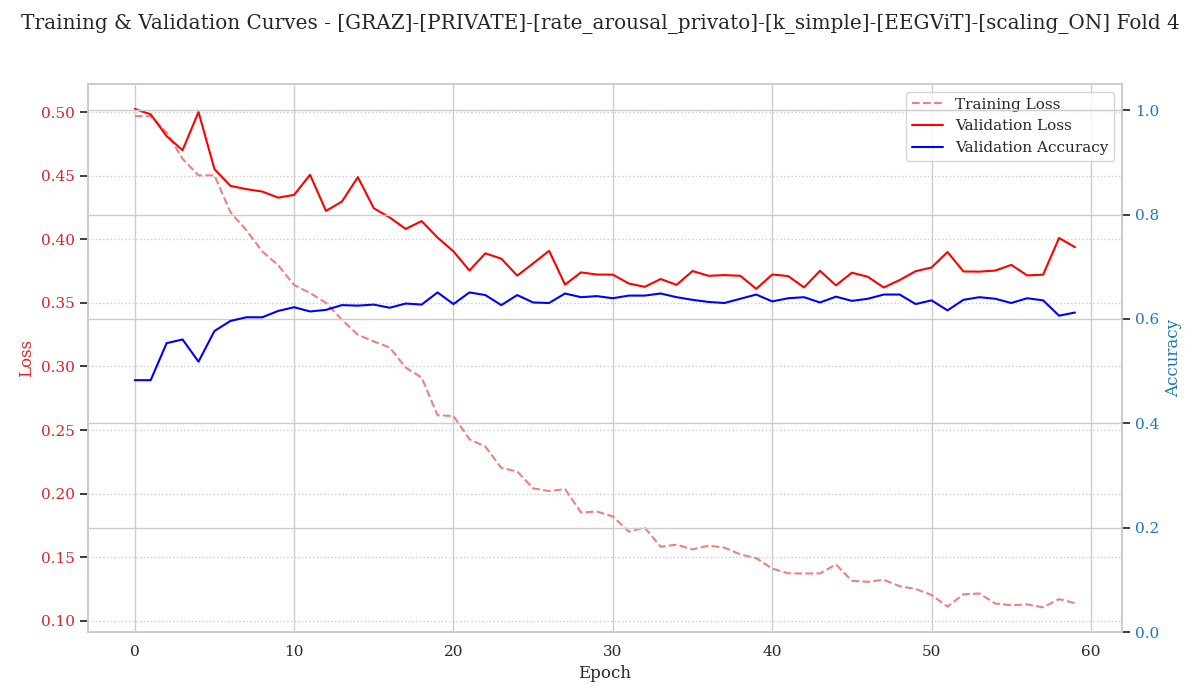 Training & Validation Curves - [GRAZ]-[PRIVATE]-[rate_arousal_privato]-[k_simple]-[EEGViT]-[scaling_ON] Fold 4
Training Loss
Validation Loss
Validation Accuracy
0.50
0.45
0.40
0.35
0.30
0.25
0.20
0.15
0.10
Loss
1.0
0.8
0.6
0.4
0.2
0.0
Accuracy
0 10 20 30 40 50 60
Epoch